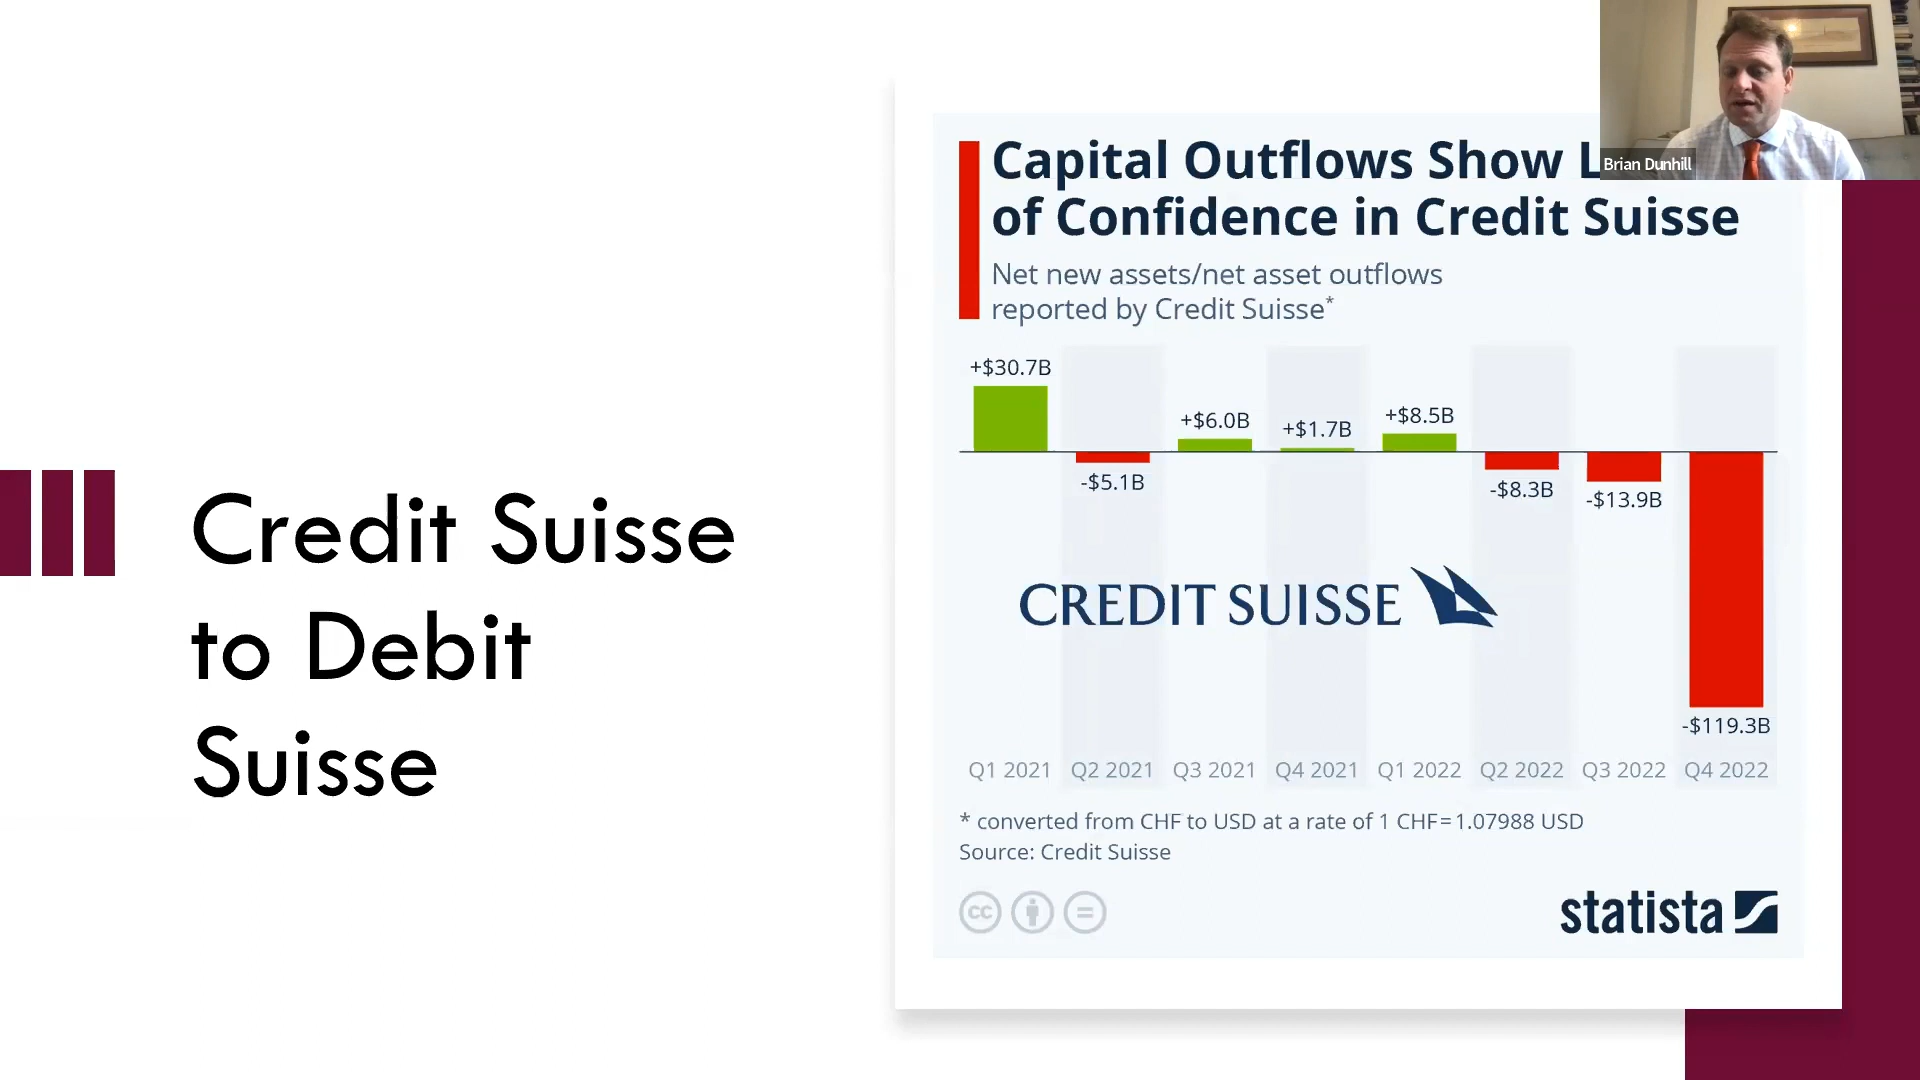 Credit Suisse
to Debit
Suisse
Capital Outflows Show
of Confidence in Credit Suisse
Net new assets/net asset outflows
reported by Credit Suisse*
+$30.7B
-$5.1B
+$6.0B
+$1.7B
+$8.5B
-$8.3B
-$13.9B
-$119.3B
CREDIT SUISSE
Q1 2021 Q2 2021 Q3 2021 Q4 2021 Q1 2022 Q2 2022 Q3 2022 Q4 2022
* converted from CHF to USD at a rate of 1 CHF=1.07988 USD
Source: Credit Suisse
cc
statista
Brian Dunhill